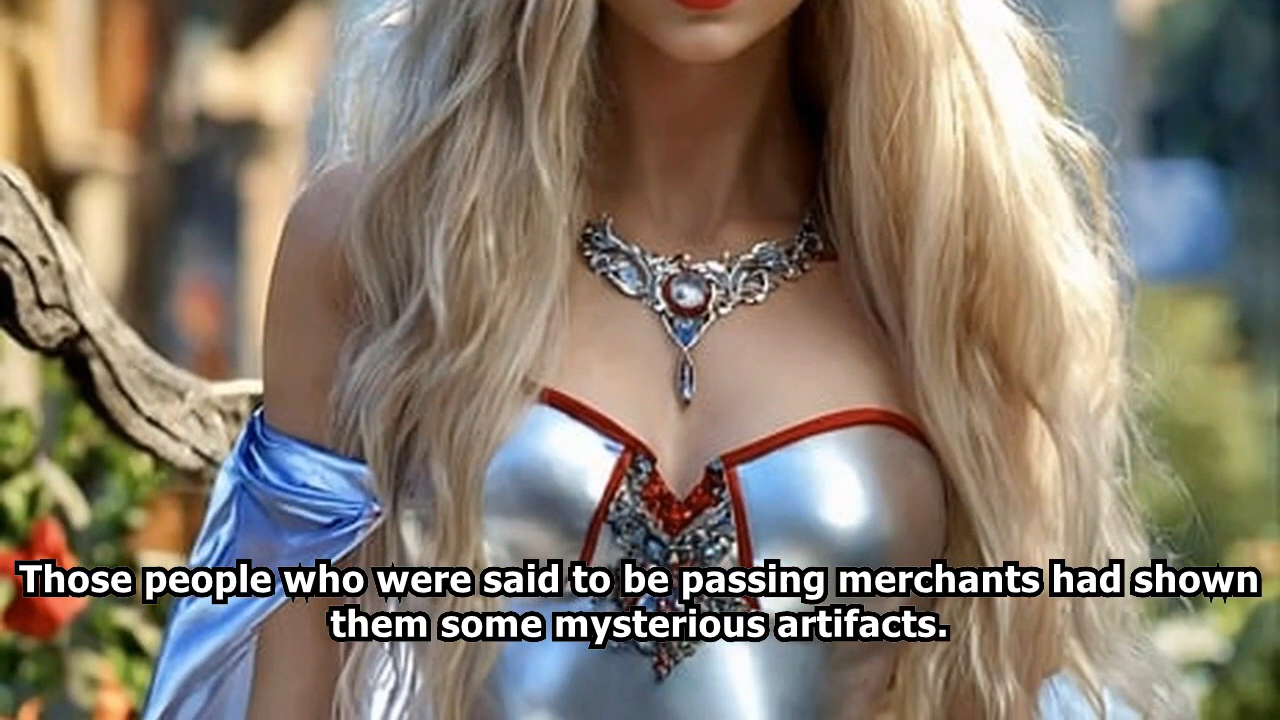 Those people who were said to be passing merchants had shown
them some mysterious artifacts.